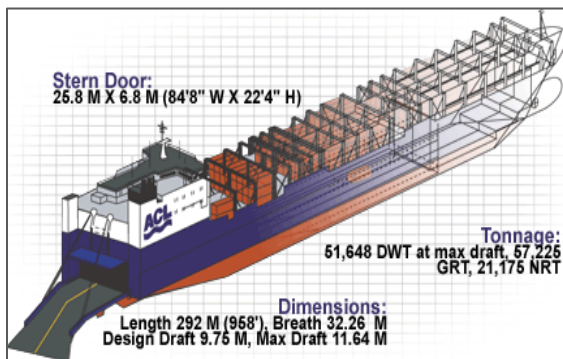 Stern Door:
25.8 M X 6.8 M (84'8" W X 22'4" H)
ACL
Tonnage:
51,648 DWT at max draft, 57,225
GRT, 21,175 NRT
Dimensions:
Length 292 M (958'), Breath 32.26 M
Design Draft 9.75 M, Max Draft 11.64 M